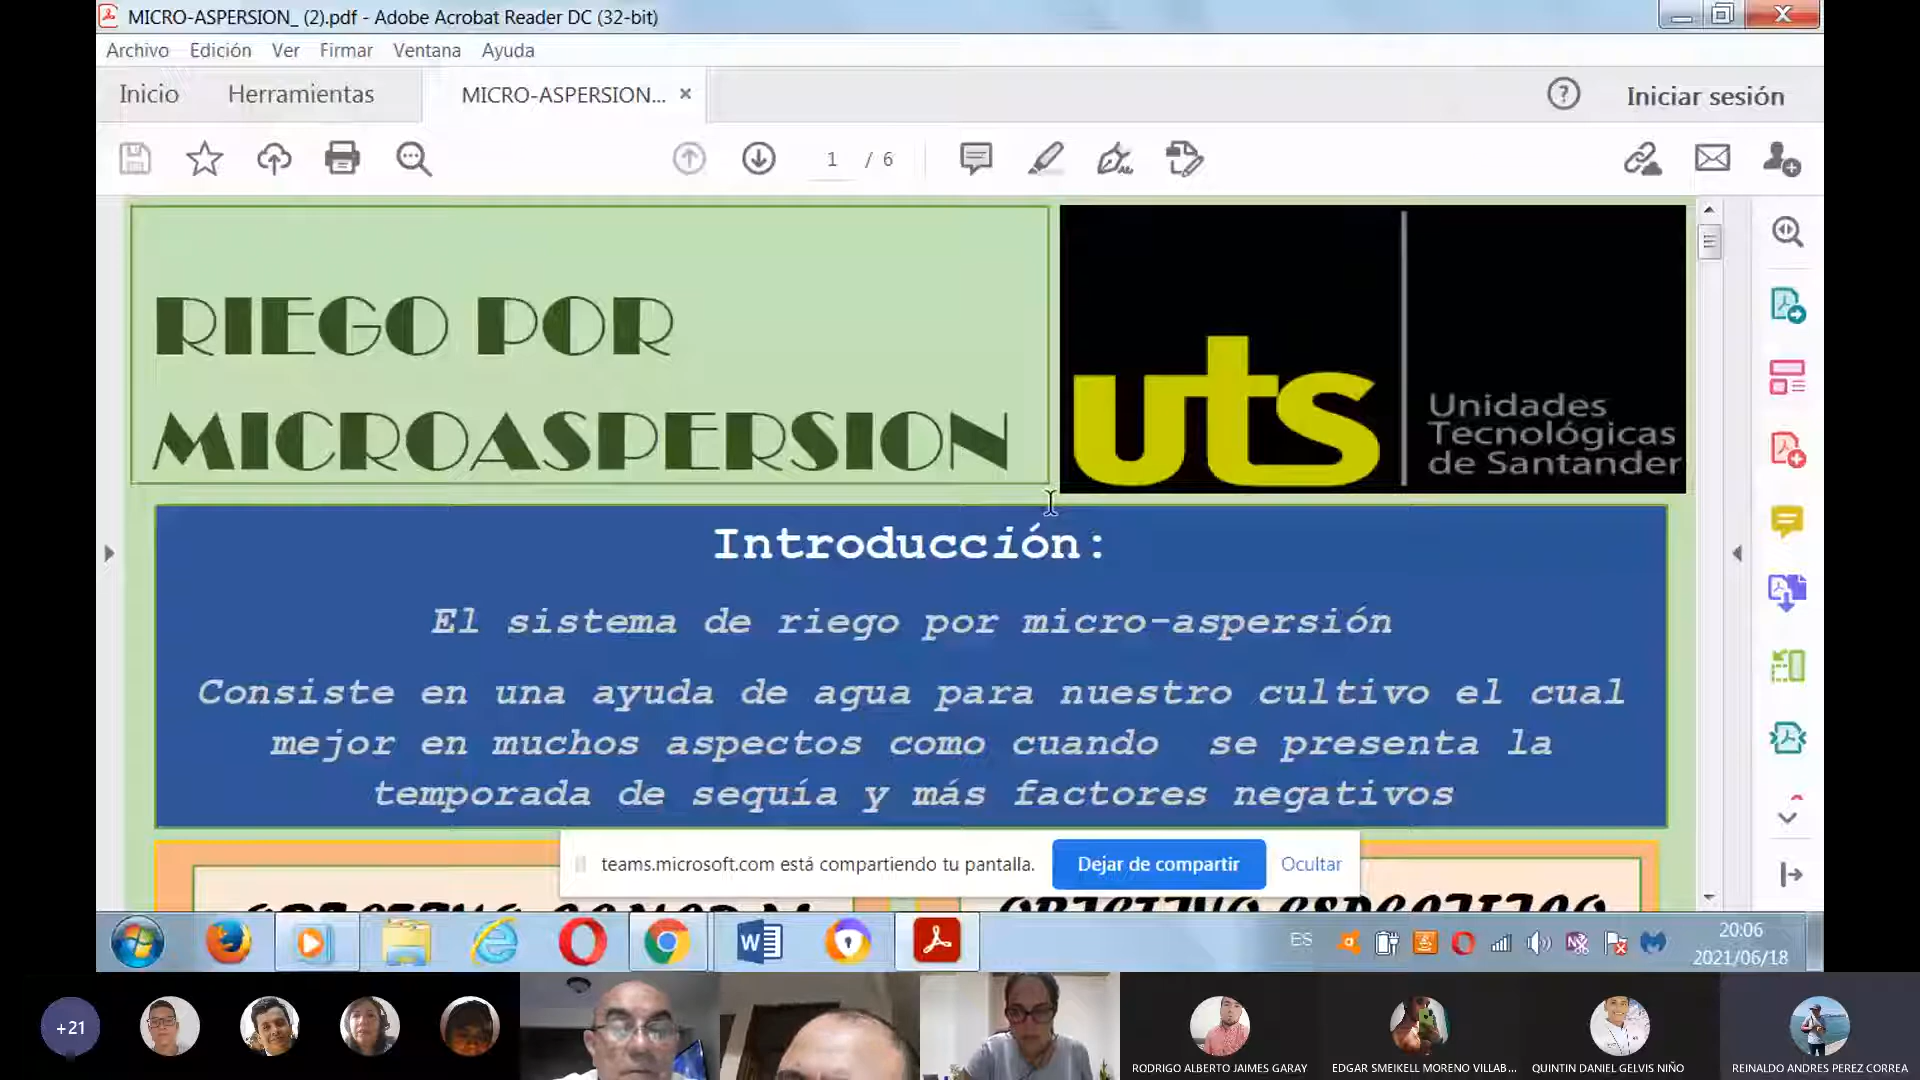 MICRO-ASPERSION_ (2).pdf - Adobe Acrobat Reader DC (32-bit)
Archivo Edición Ver Firmar Ventana Ayuda
Inicio Herramientas MICRO-ASPERSION... × Iniciar sesión
1 / 6
RIEGO POR
MICROASPERSION
uts
Unidades
Tecnológicas
de Santander
Introducción:
El sistema de riego por micro-aspersión
Consiste en una ayuda de agua para nuestro cultivo el cual
mejor en muchos aspectos como cuando se presenta la
temporada de sequía y más factores negativos
teams.microsoft.com está compartiendo tu pantalla. Dejar de compartir Ocultar
ES
20:06
2021/06/18
+21
RODRIGO ALBERTO JAIMES GARAY
EDGAR SMEIKELL MORENO VILLAB...
QUINTIN DANIEL GELVIS NIÑO
REINALDO ANDRES PEREZ CORREA